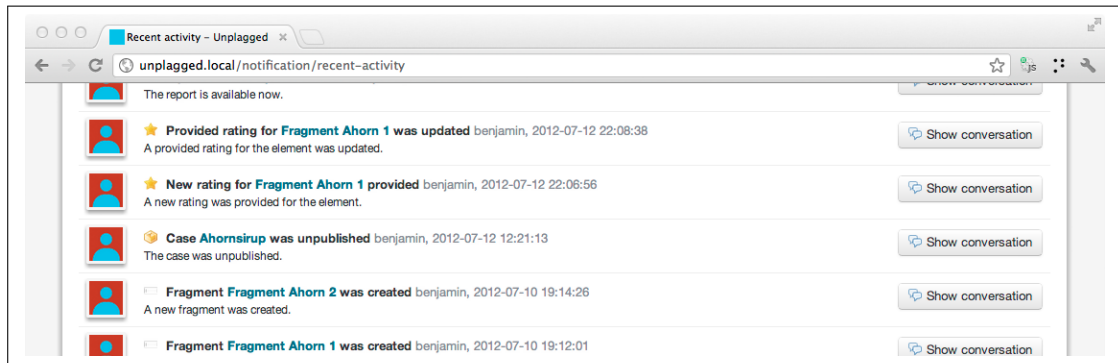 Recent activity – Unplagged
unplagged.local/notification/recent-activity
js
The report is available now.
Provided rating for Fragment Ahorn 1 was updated benjamin, 2012-07-12 22:08:38
A provided rating for the element was updated.
Show conversation
New rating for Fragment Ahorn 1 provided benjamin, 2012-07-12 22:06:56
A new rating was provided for the element.
Show conversation
Case Ahornsirup was unpublished benjamin, 2012-07-12 12:21:13
The case was unpublished.
Show conversation
Fragment Fragment Ahorn 2 was created benjamin, 2012-07-10 19:14:26
A new fragment was created.
Show conversation
Fragment Fragment Ahorn 1 was created benjamin, 2012-07-10 19:12:01
Show conversation